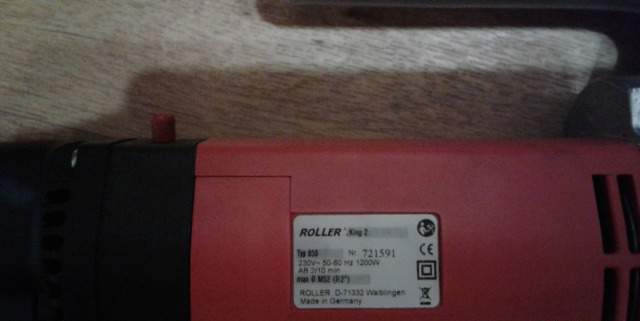 ROLLER 'King 2
Typ 850 Nr. 721591
230V~ 50-60 Hz 1200W
AB 2/10 min
max R M52 (R2")
ROLLER D-71332 Waiblingen
Made in Germany
CE